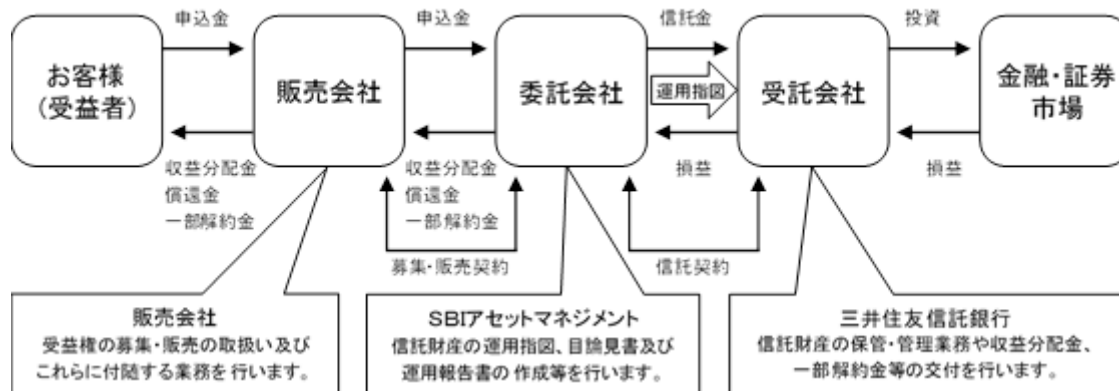 申込金
申込金
信託金
投資
お客様
（受益者）
販売会社
委託会社
運用指図
受託会社
金融・証券
市場
収益分配金
償還金
一部解約金
収益分配金
償還金
一部解約金
損益
損益
募集・販売契約
信託契約
販売会社
受益権の募集・販売の取扱い及び
これらに付随する業務を行います。
SBIアセットマネジメント
信託財産の運用指図、目論見書及び
運用報告書の作成等を行います。
三井住友信託銀行
信託財産の保管・管理業務や収益分配金、
一部解約金等の交付を行います。